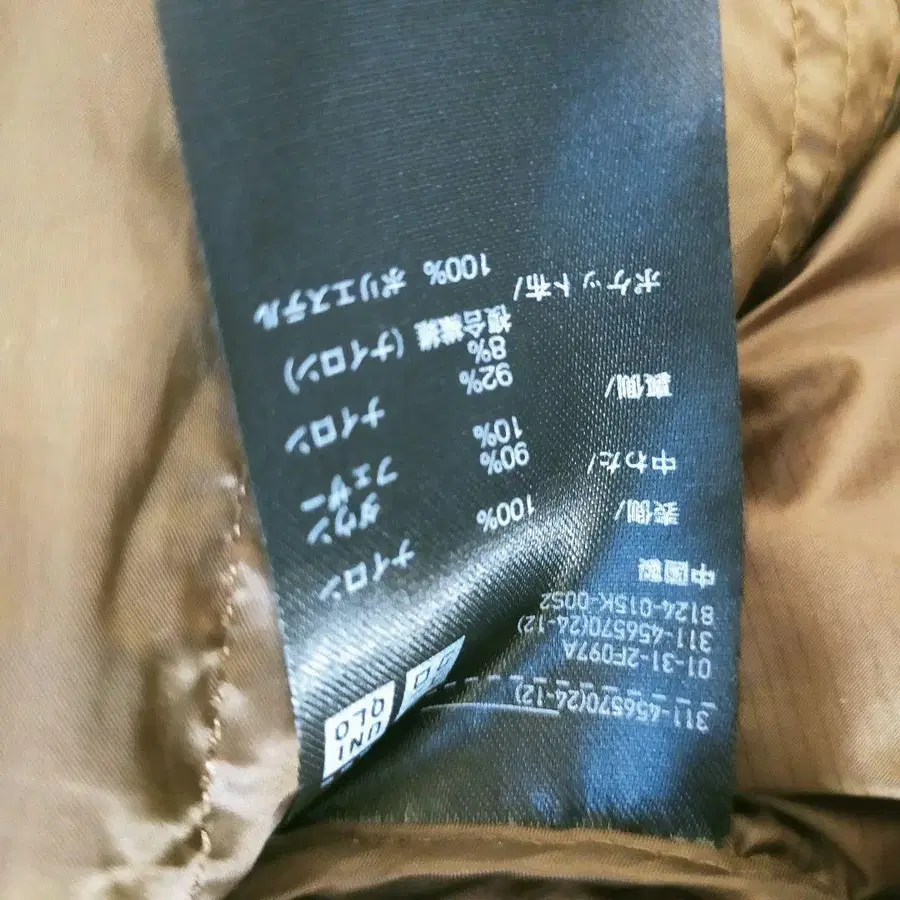 311-456570(24-12)
UNI
QLO
01-31-2F097A
311-456570(24-12)
8124-015K-00S2
中国製
表側/ 100% ナイロン
中わた/ 90% ダウン
10% フェザー
裏側/ 92% ナイロン
8%
複合繊維 (ナイロン)
ポケット布/ 100% ポリエステル